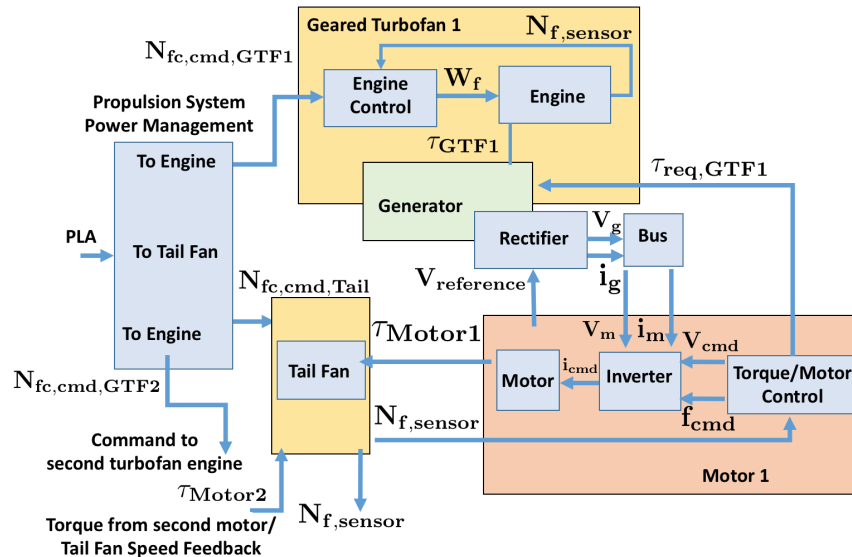 Geared Turbofan 1
N_f,sensor
N_fc,cmd,GTF1
Engine
Control
W_f
Engine
Propulsion System
Power Management
To Engine
τ_GTF1
τ_req,GTF1
Generator
Rectifier
V_g
Bus
PLA
To Tail Fan
i_g
N_fc,cmd,Tail
V_reference
To Engine
τ_Motor1
V_m
i_m
V_cmd
Tail Fan
Motor
i_cmd
Inverter
Torque/Motor
Control
N_fc,cmd,GTF2
N_f,sensor
f_cmd
Command to
second turbofan engine
Motor 1
τ_Motor2
N_f,sensor
Torque from second motor/
Tail Fan Speed Feedback